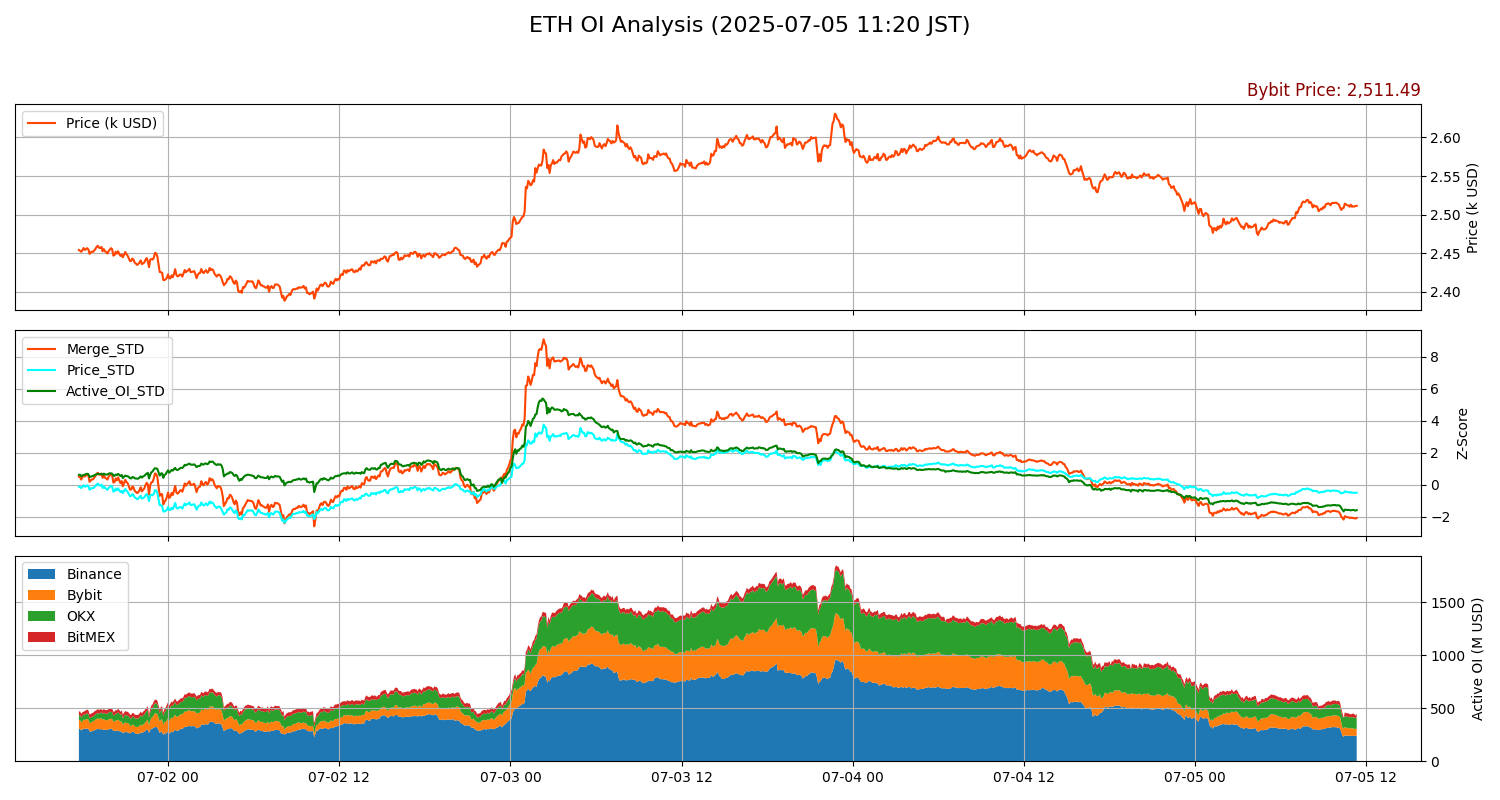 ETH OI Analysis (2025-07-05 11:20 JST)
Bybit Price: 2,511.49
Price (k USD)
2.60
2.55
2.50
2.45
2.40
Price (k USD)
Merge_STD
Price_STD
Active_OI_STD
8
6
4
2
0
−2
Z-Score
Binance
Bybit
OKX
BitMEX
1500
1000
500
0
Active OI (M USD)
07-02 00
07-02 12
07-03 00
07-03 12
07-04 00
07-04 12
07-05 00
07-05 12